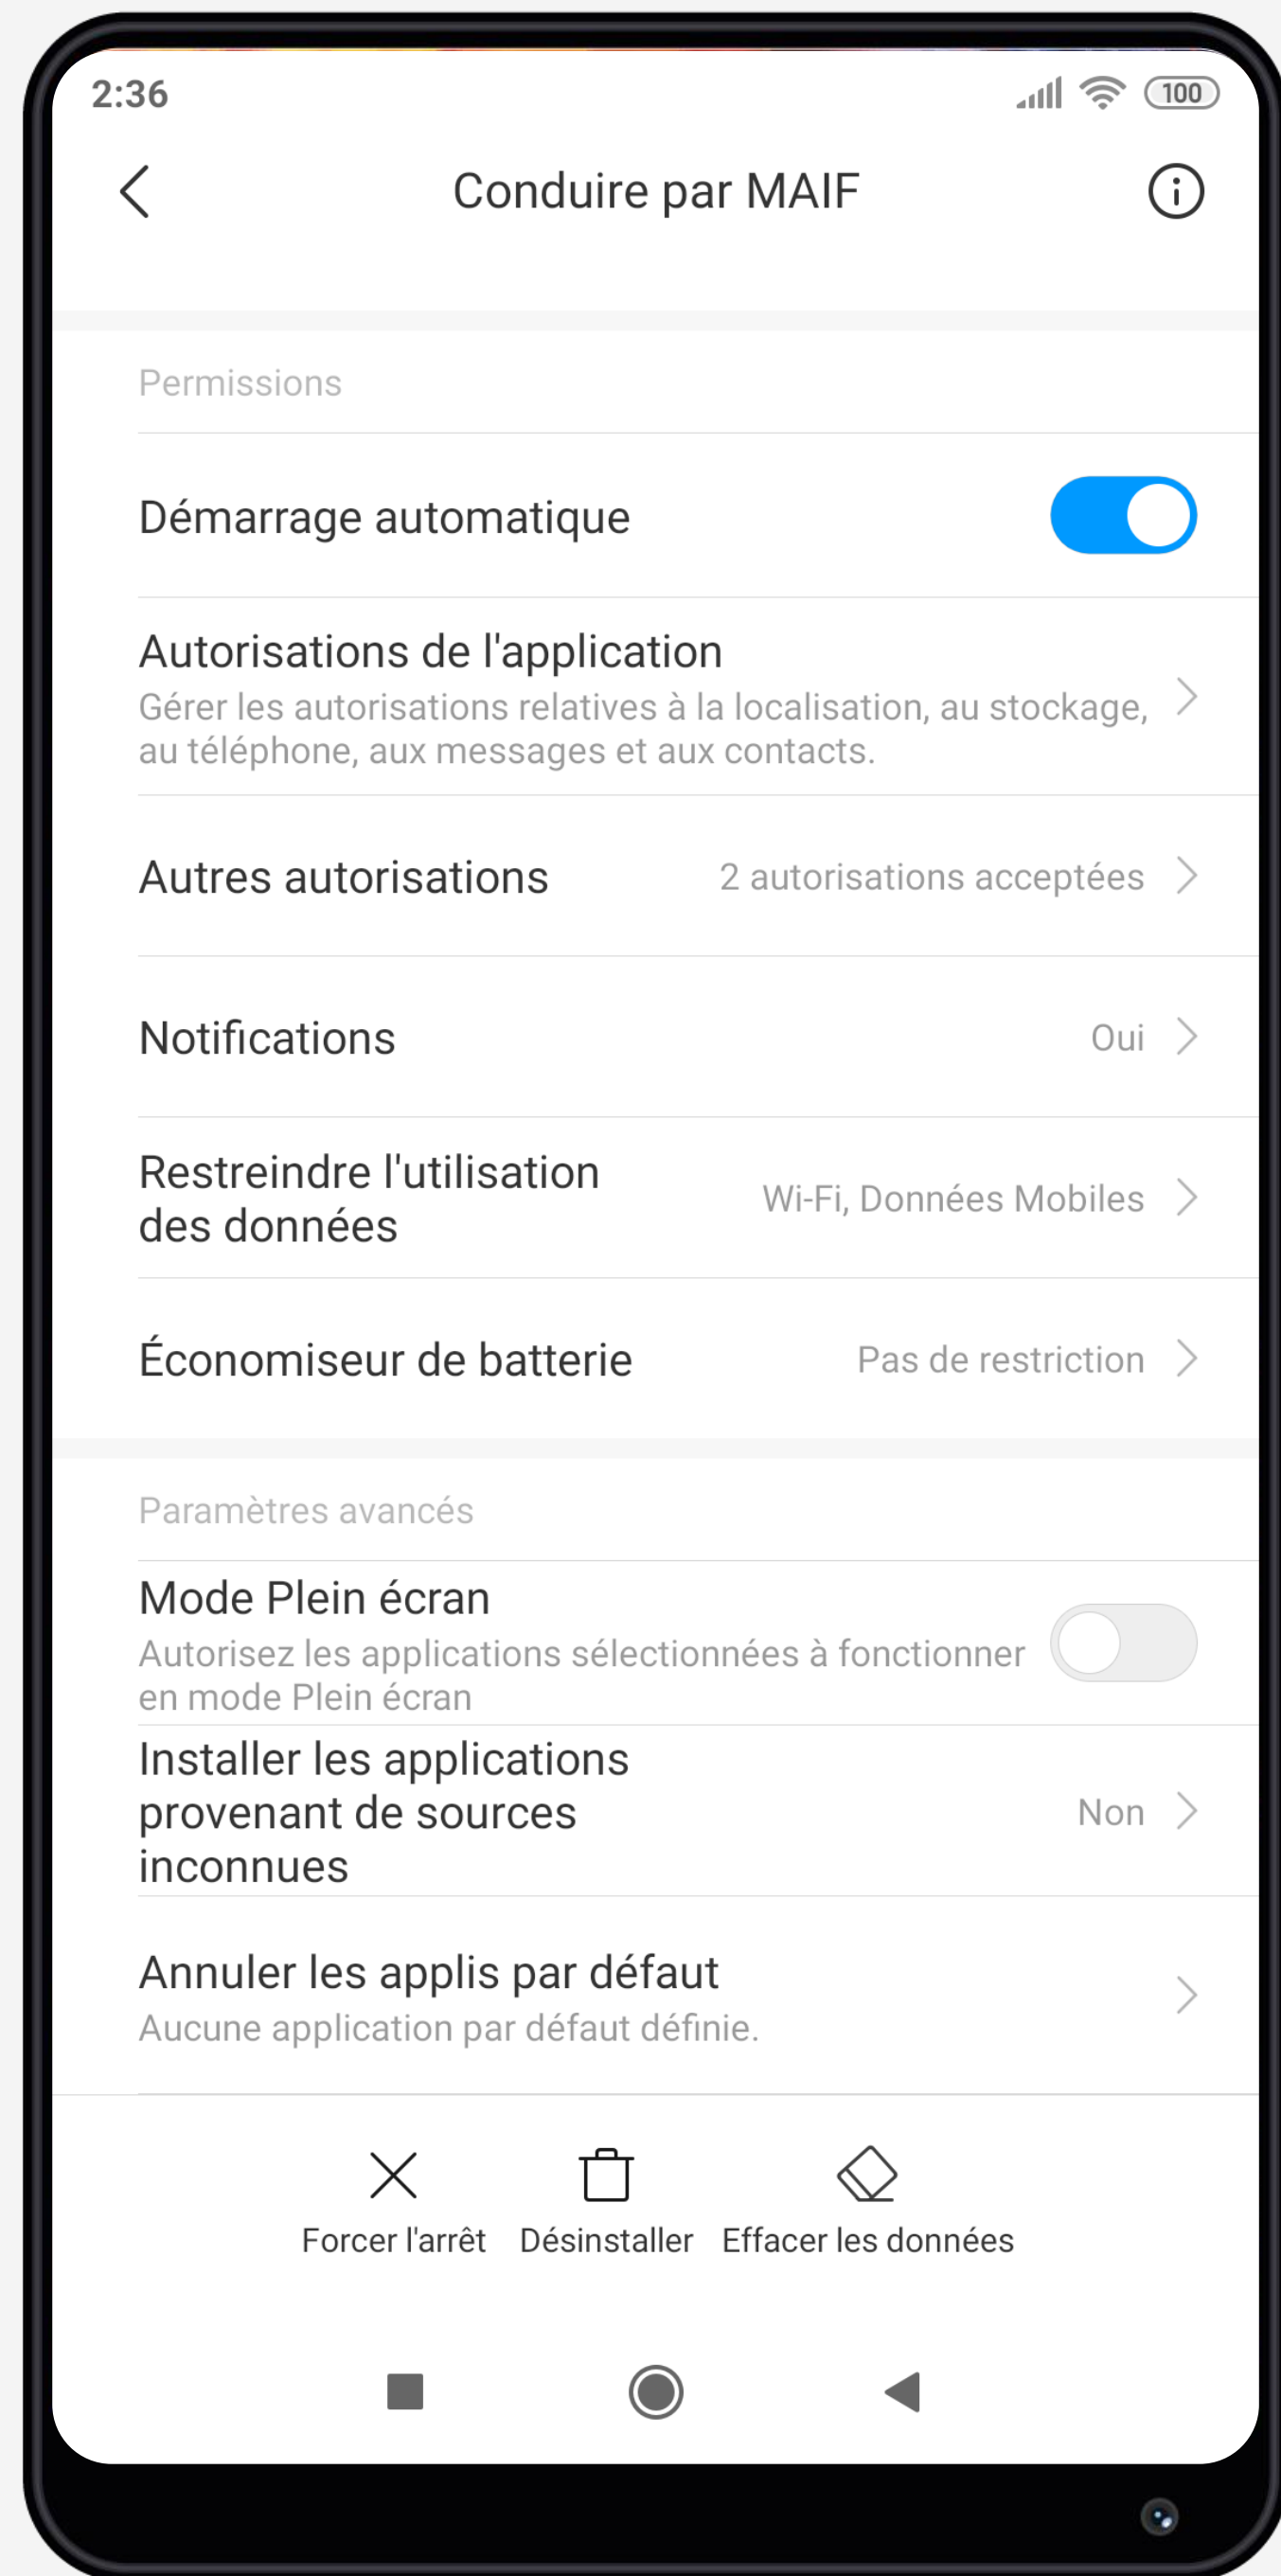 2:36
100
Conduire par MAIF
Permissions
Démarrage automatique
Autorisations de l'application
Gérer les autorisations relatives à la localisation, au stockage,
au téléphone, aux messages et aux contacts.
Autres autorisations
2 autorisations acceptées
Notifications
Oui
Restreindre l'utilisation
des données
Wi-Fi, Données Mobiles
Économiseur de batterie
Pas de restriction
Paramètres avancés
Mode Plein écran
Autorisez les applications sélectionnées à fonctionner
en mode Plein écran
Installer les applications
provenant de sources
inconnues
Non
Annuler les applis par défaut
Aucune application par défaut définie.
Forcer l'arrêt
Désinstaller
Effacer les données